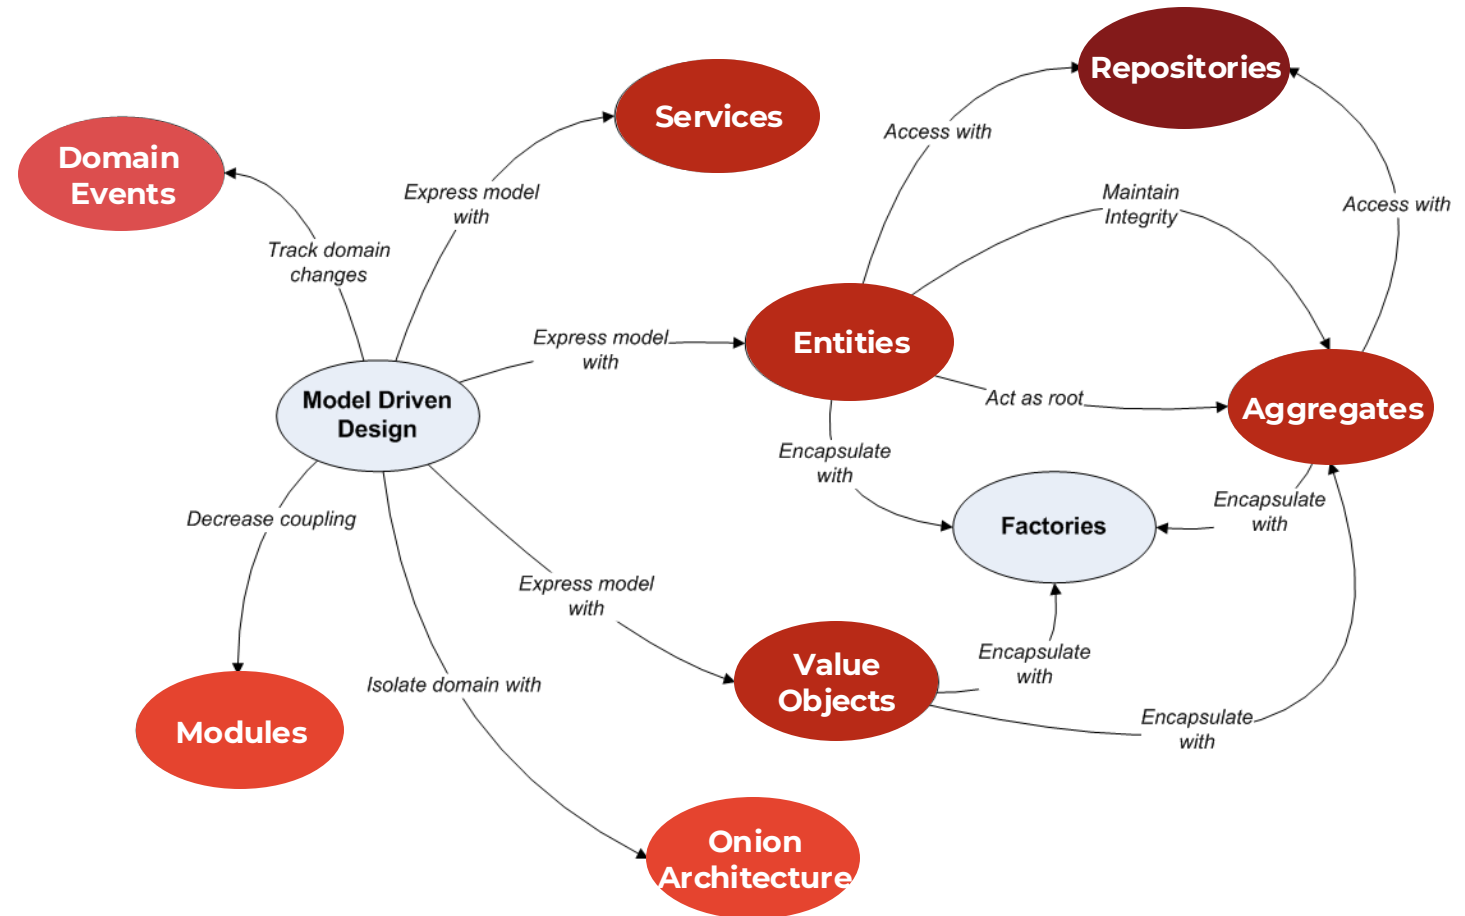 Repositories
Services
Access with
Domain
Events
Express model
with
Maintain
Integrity
Access with
Track domain
changes
Express model
with
Entities
Model Driven
Design
Act as root
Aggregates
Encapsulate
with
Encapsulate
with
Decrease coupling
Factories
Express model
with
Encapsulate
with
Isolate domain with
Value
Objects
Encapsulate
with
Modules
Onion
Architecture